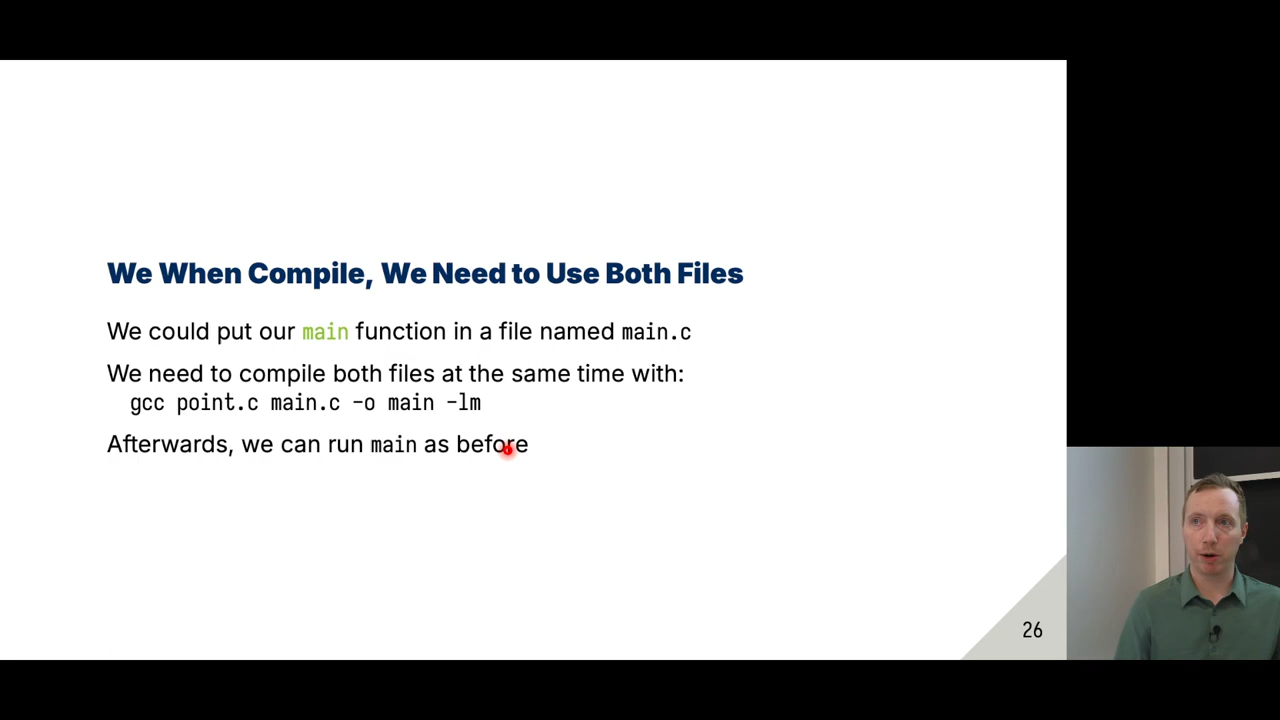 We When Compile, We Need to Use Both Files
We could put our main function in a file named main.c
We need to compile both files at the same time with:
gcc point.c main.c -o main -lm
Afterwards, we can run main as before
26